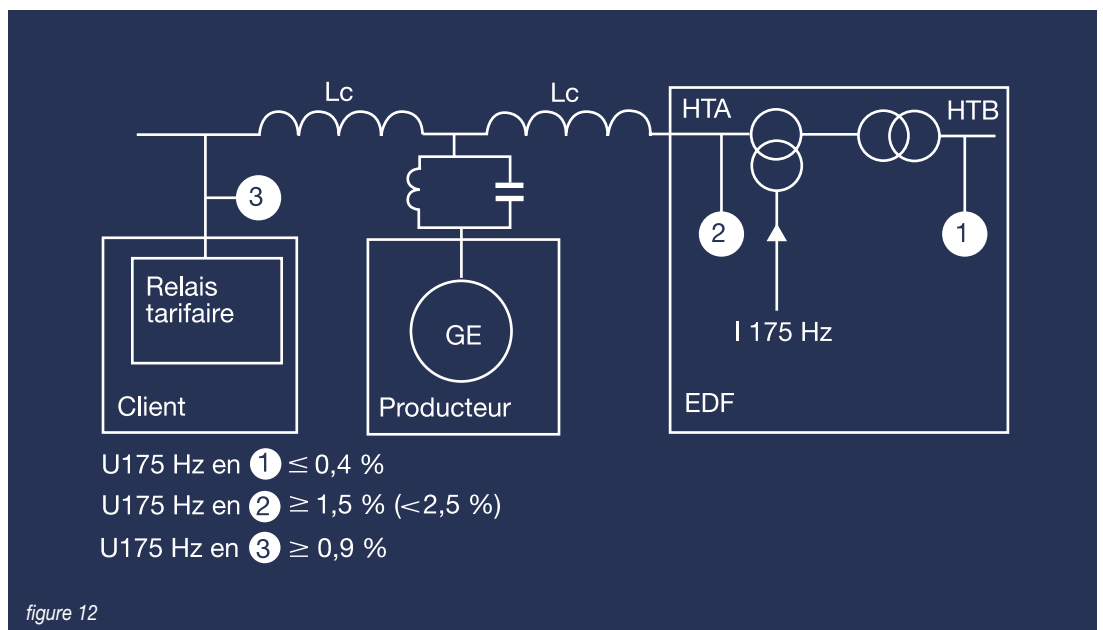 Lc
Lc
HTA
HTB
3
2
1
Relais
tarifaire
GE
I 175 Hz
Client
Producteur
EDF
U175 Hz en 1 ≤ 0,4 %
U175 Hz en 2 ≥ 1,5 % (<2,5 %)
U175 Hz en 3 ≥ 0,9 %
figure 12